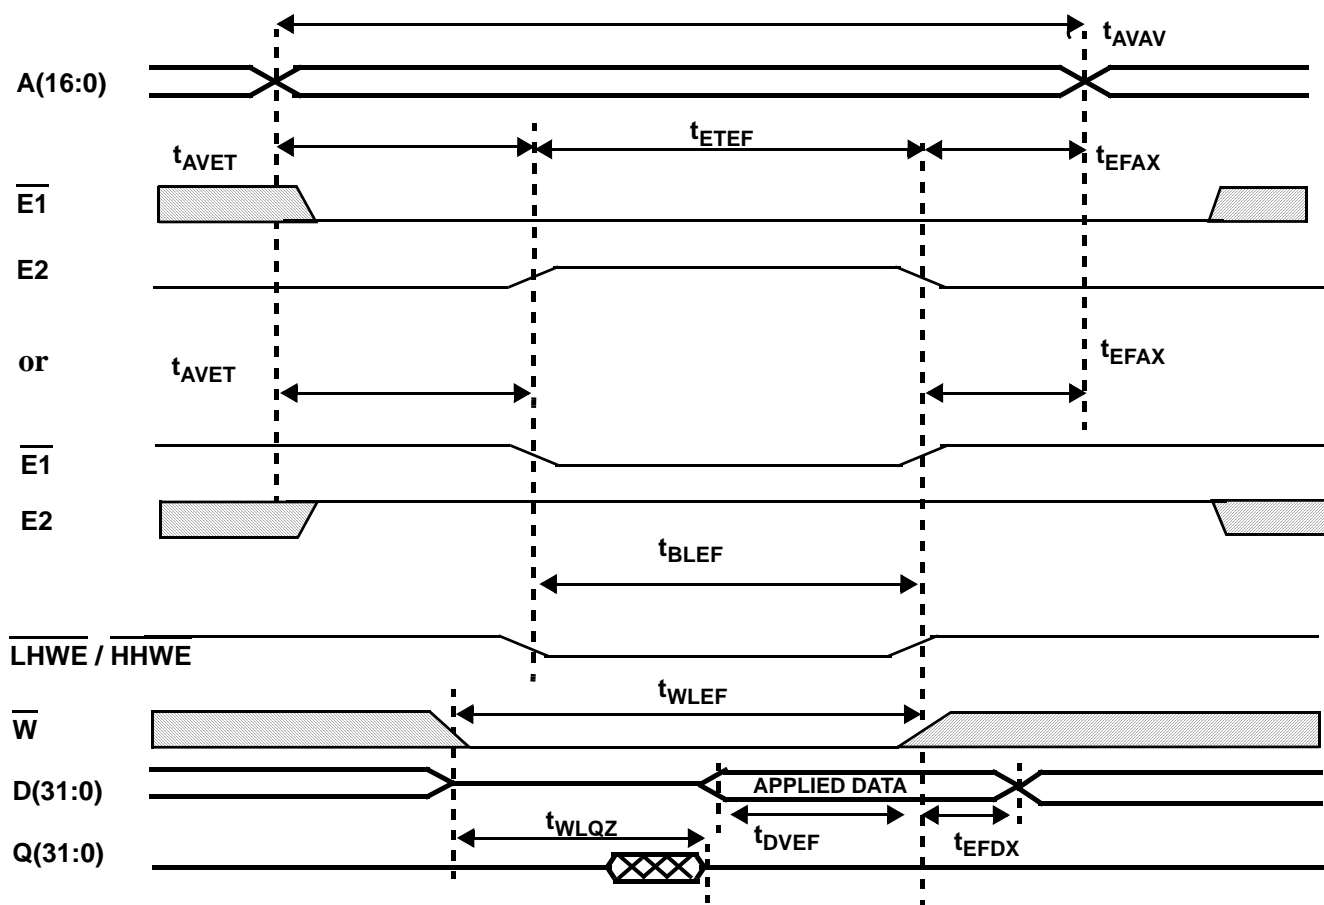 tAVAV
A(16:0)
tAVET
tETEF
tEFAX
E1
E2
or
tAVET
tEFAX
E1
E2
tBLEF
LHWE / HHWE
tWLEF
W
D(31:0)
APPLIED DATA
tWLQZ
tDVEF
tEFDX
Q(31:0)